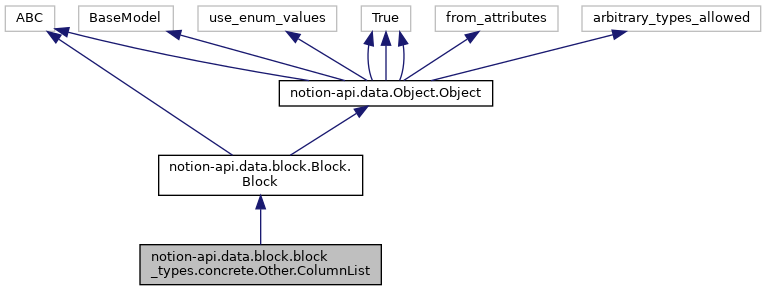 ABC
BaseModel
use_enum_values
True
from_attributes
arbitrary_types_allowed
notion-api.data.Object.Object
notion-api.data.block.Block.
Block
notion-api.data.block.block
_types.concrete.Other.ColumnList